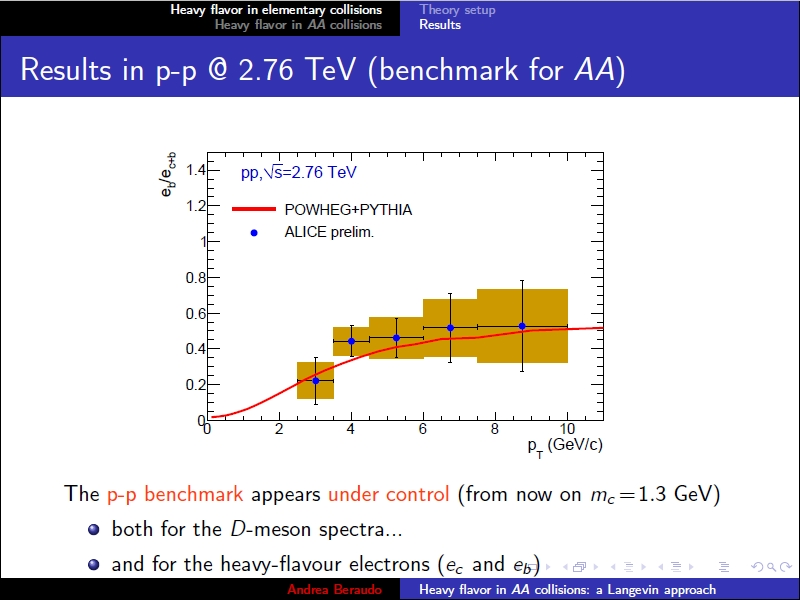 Heavy flavor in elementary collisions
Heavy flavor in AA collisions
Theory setup
Results
Results in p-p @ 2.76 TeV (benchmark for AA)
e_b/e_{c+b}
1.4
1.2
1
0.8
0.6
0.4
0.2
0
pp,√s=2.76 TeV
POWHEG+PYTHIA
ALICE prelim.
0 2 4 6 8 10
p_T (GeV/c)
The p-p benchmark appears under control (from now on m_c=1.3 GeV)
both for the D-meson spectra...
and for the heavy-flavour electrons (e_c and e_b)
Andrea Beraudo
Heavy flavor in AA collisions: a Langevin approach